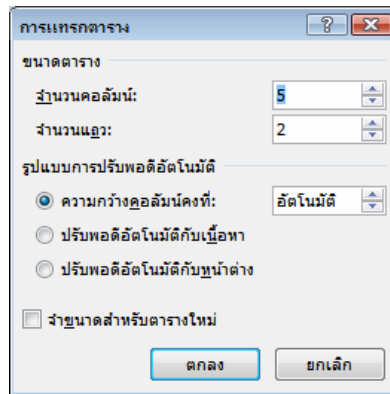 การแทรกตาราง
ขนาดตาราง
จำนวนคอลัมน์: 5
จำนวนแถว: 2
รูปแบบการปรับพอดีอัตโนมัติ
ความกว้างคอลัมน์คงที่: อัตโนมัติ
ปรับพอดีอัตโนมัติกับเนื้อหา
ปรับพอดีอัตโนมัติกับหน้าต่าง
จำขนาดสำหรับตารางใหม่
ตกลง ยกเลิก